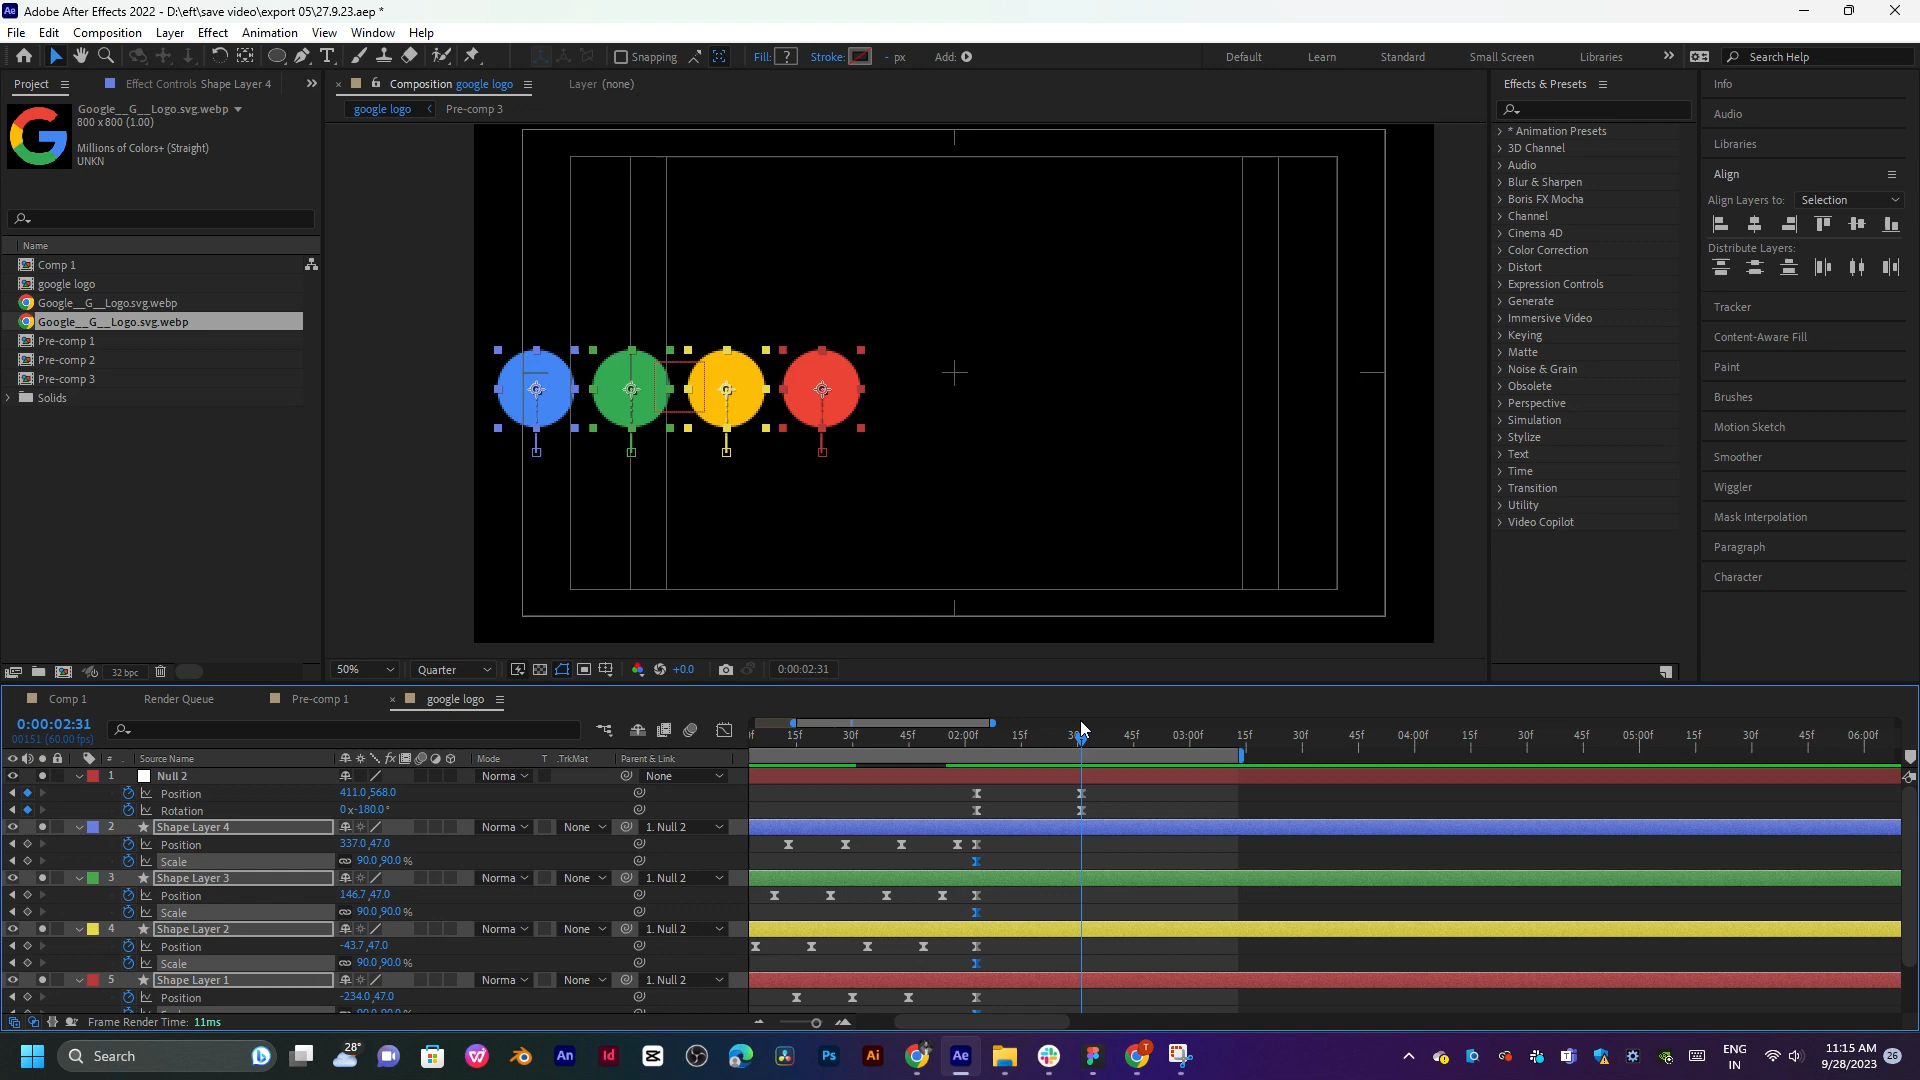 Adobe After Effects 2022 - D:\eft\save video\export 05\27.9.23.aep *
File Edit Composition Layer Effect Animation View Window Help
Snapping Fill: ? Stroke: - px Add: Default Learn Standard Small Screen Libraries Search Help
Project Effect Controls Shape Layer 4 Composition google logo Layer (none) Effects & Presets Info
Google__G__Logo.svg.webp
800 x 800 (1.00)
Millions of Colors+ (Straight)
UNKN
google logo Pre-comp 3
Name
Comp 1
google logo
Google__G__Logo.svg.webp
Google__G__Logo.svg.webp
Pre-comp 1
Pre-comp 2
Pre-comp 3
Solids
32 bpc
50% Quarter +0.0 0:00:02:31
* Animation Presets
3D Channel
Audio
Blur & Sharpen
Boris FX Mocha
Channel
Cinema 4D
Color Correction
Distort
Expression Controls
Generate
Immersive Video
Keying
Matte
Noise & Grain
Obsolete
Perspective
Simulation
Stylize
Text
Time
Transition
Utility
Video Copilot
Audio
Libraries
Align
Align Layers to: Selection
Distribute Layers:
Tracker
Content-Aware Fill
Paint
Brushes
Motion Sketch
Smoother
Wiggler
Mask Interpolation
Paragraph
Character
Comp 1 Render Queue Pre-comp 1 google logo
0:00:02:31
00151 (60.00 fps)
15f 30f 45f 02:00f 15f 45f 03:00f 15f 30f 45f 04:00f 15f 30f 45f 05:00f 15f 30f 45f 06:00f
# Source Name Mode T .TrkMat Parent & Link
1 Null 2 Norma None
Position 411.0,568.0
Rotation 0x-180.0°
2 Shape Layer 4 Norma None 1. Null 2
Position 337.0,47.0
Scale 90.0,90.0%
3 Shape Layer 3 Norma None 1. Null 2
Position 146.7,47.0
Scale 90.0,90.0%
4 Shape Layer 2 Norma None 1. Null 2
Position -43.7,47.0
Scale 90.0,90.0%
5 Shape Layer 1 Norma None 1. Null 2
Position -234.0,47.0
Frame Render Time: 11ms
Search 28° ENG IN 11:15 AM 9/28/2023 26